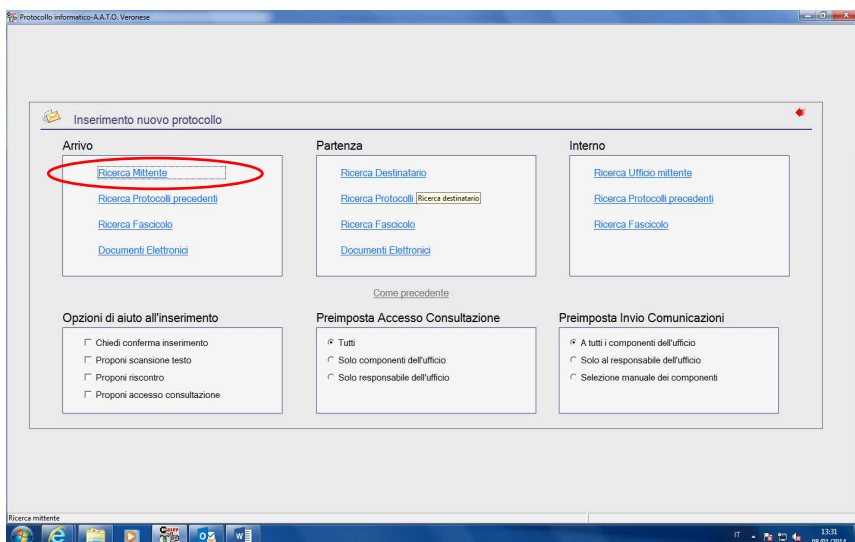 Protocollo informatico-A.A.T.O. Veronese
Inserimento nuovo protocollo
Arrivo
Ricerca Mittente
Ricerca Protocolli precedenti
Ricerca Fascicolo
Documenti Elettronici
Partenza
Ricerca Destinatario
Ricerca Protocolli
Ricerca destinatario
Ricerca Fascicolo
Documenti Elettronici
Interno
Ricerca Ufficio mittente
Ricerca Protocolli precedenti
Ricerca Fascicolo
Come precedente
Opzioni di aiuto all'inserimento
Chiedi conferma inserimento
Proponi scansione testo
Proponi riscontro
Proponi accesso consultazione
Preimposta Accesso Consultazione
Tutti
Solo componenti dell'ufficio
Solo responsabile dell'ufficio
Preimposta Invio Comunicazioni
A tutti i componenti dell'ufficio
Solo al responsabile dell'ufficio
Selezione manuale dei componenti
Ricerca mittente
IT
13:31
08/01/2014